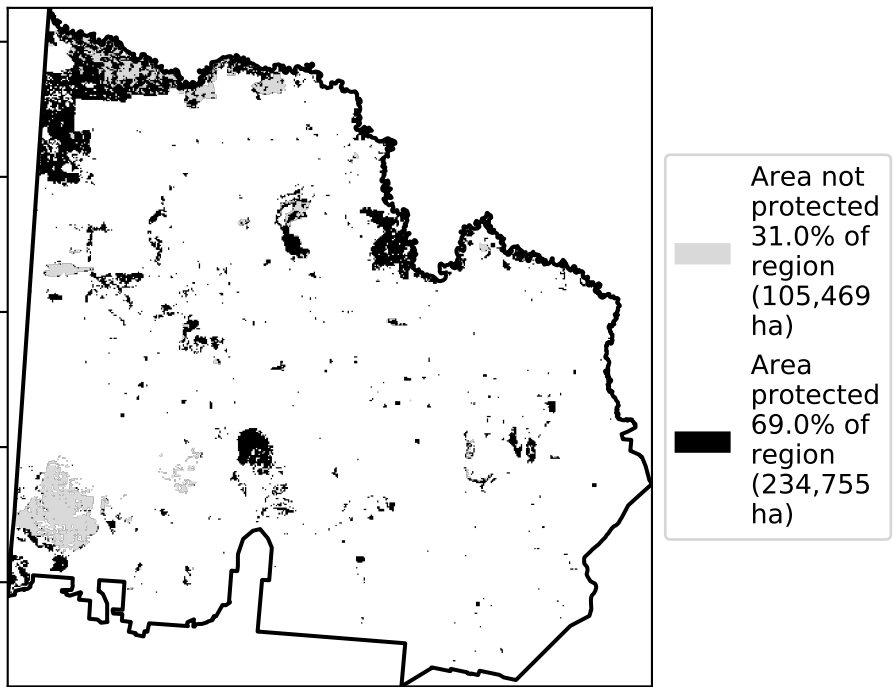 Area not
protected
31.0% of
region
(105,469
ha)
Area
protected
69.0% of
region
(234,755
ha)